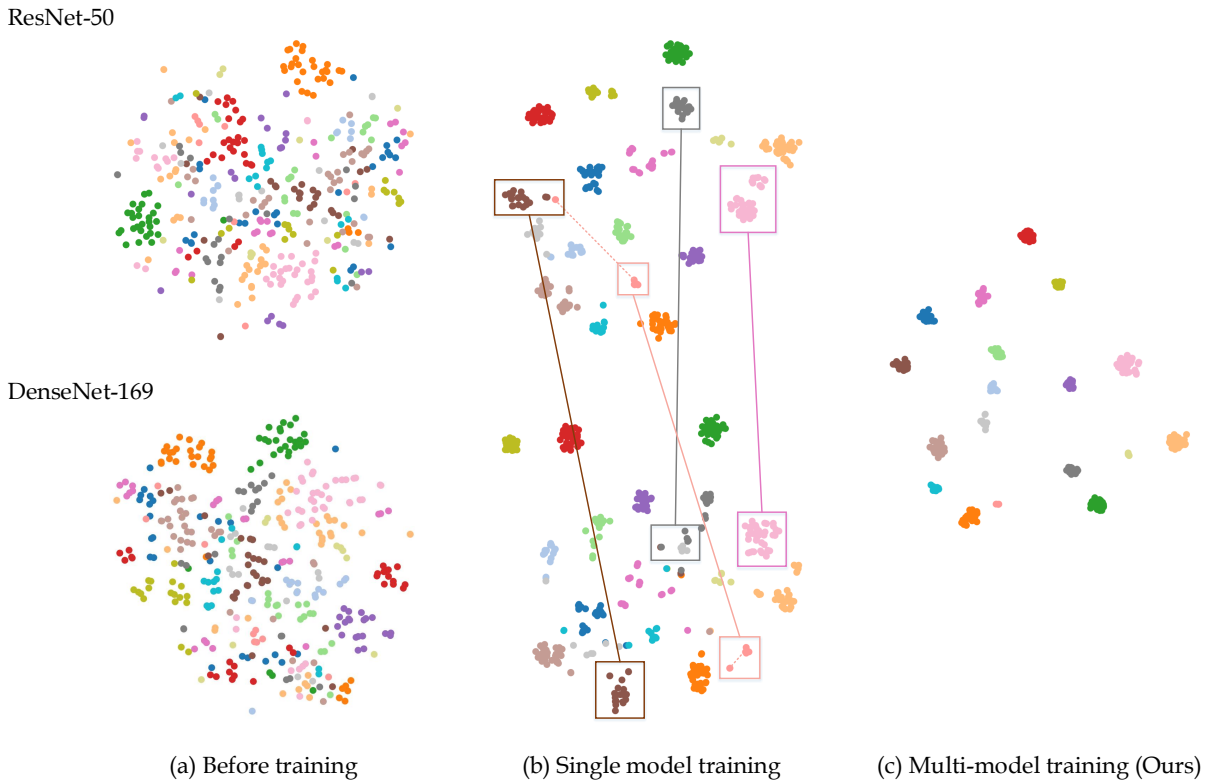 ResNet-50
DenseNet-169
(a) Before training
(b) Single model training
(c) Multi-model training (Ours)